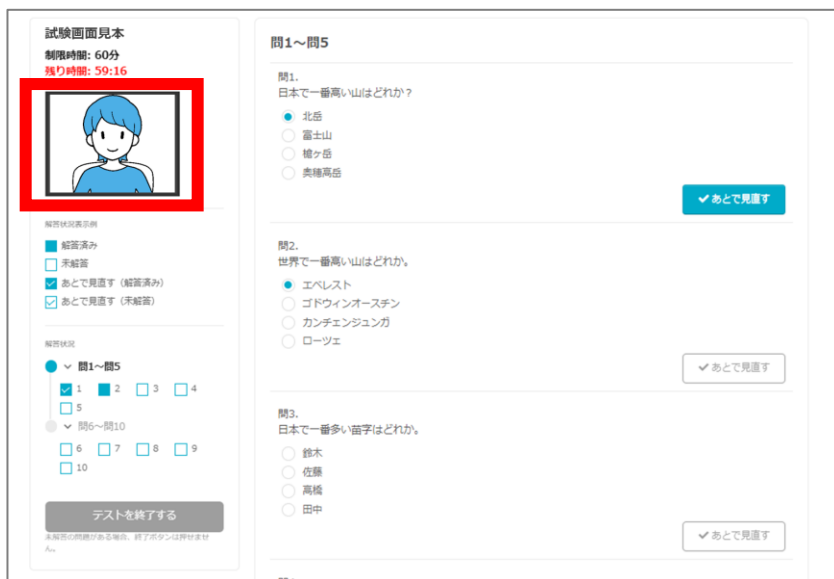 試験画面見本
制限時間: 60分
残り時間: 59:16
解答状況表示例
解答済み
未解答
あとで見直す（解答済み）
あとで見直す（未解答）
解答状況
問1～問5
1 2 3 4
5
問6～問10
6 7 8 9
10
テストを終了する
未解答の問題がある場合、終了ボタンは押せませ
ん。
問1～問5
問1.
日本で一番高い山はどれか？
北岳
富士山
槍ヶ岳
奥穂高岳
あとで見直す
問2.
世界で一番高い山はどれか。
エベレスト
ゴドウィンオースチン
カンチェンジュンガ
ローツェ
あとで見直す
問3.
日本で一番多い苗字はどれか。
鈴木
佐藤
高橋
田中
あとで見直す